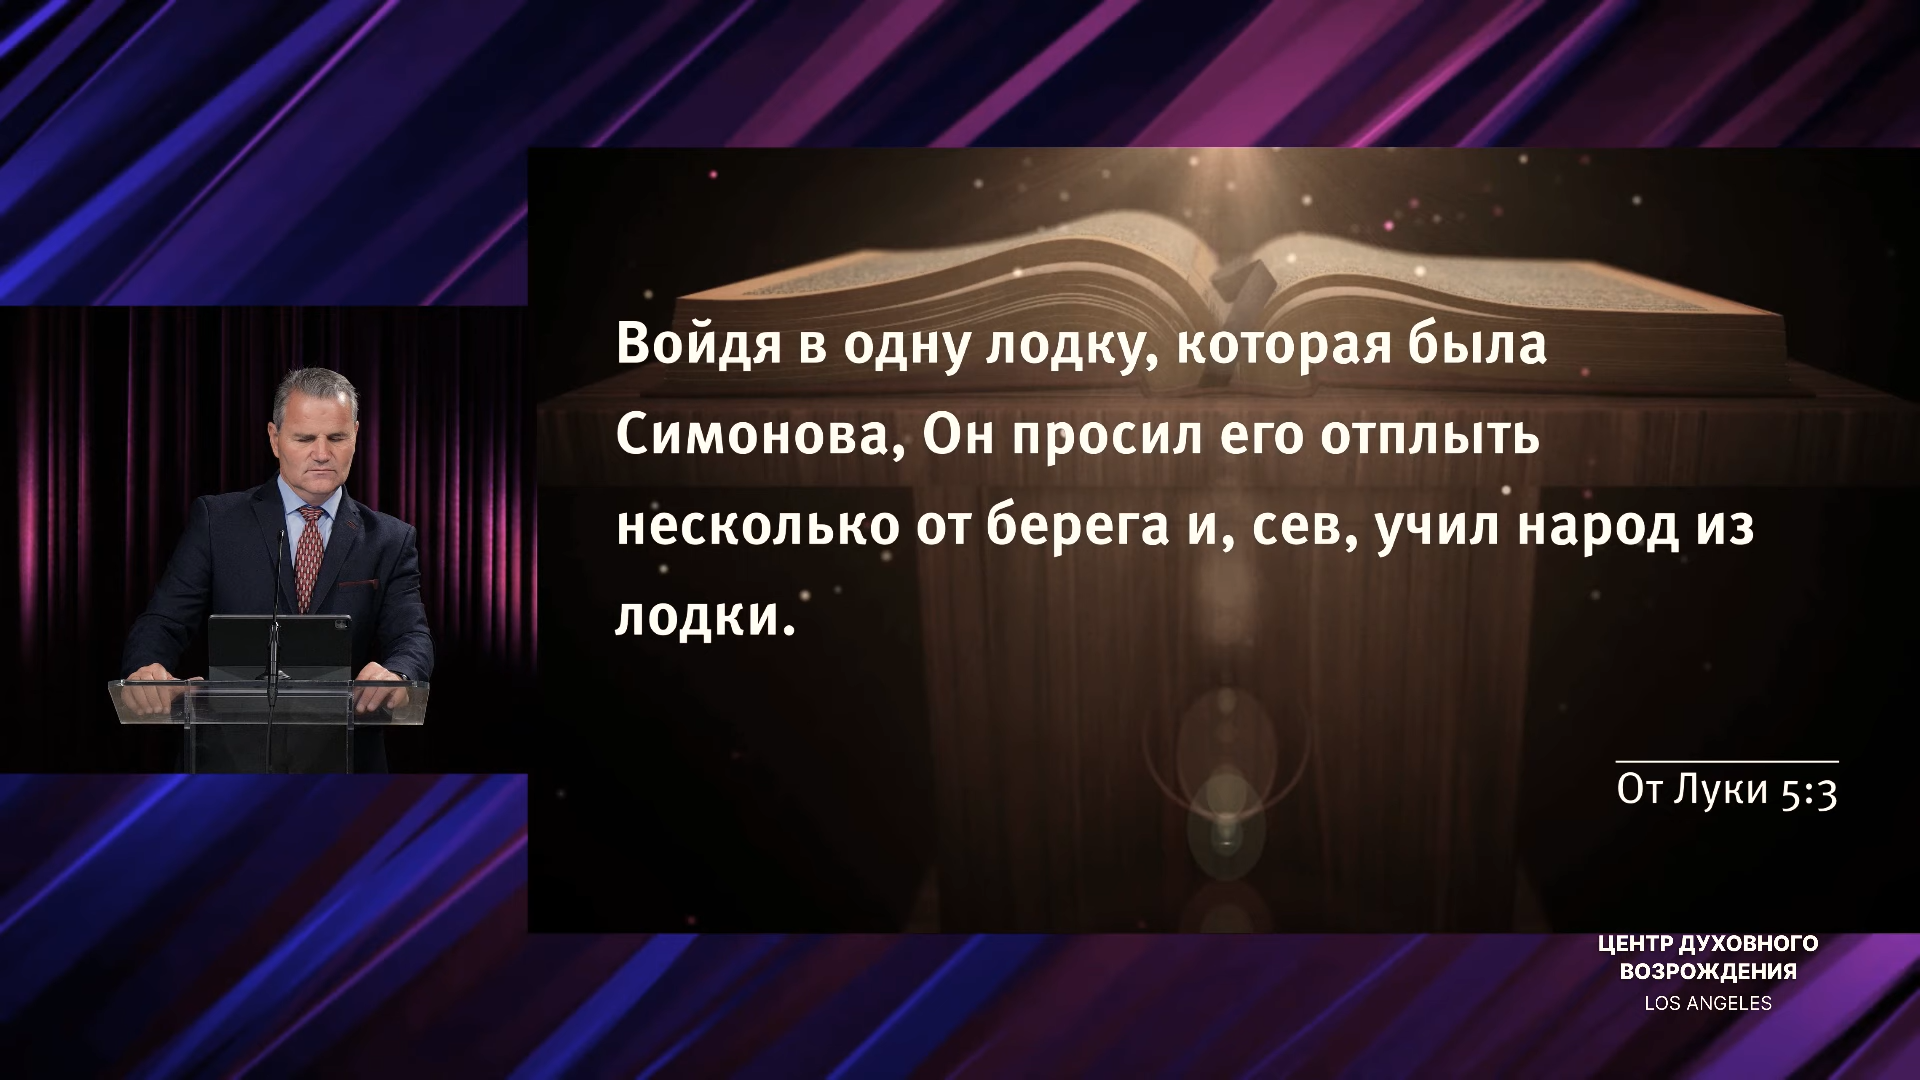 Войдя в одну лодку, которая была
Симонова, Он просил его отплыть
несколько от берега и, сев, учил народ из
лодки.
От Луки 5:3
ЦЕНТР ДУХОВНОГО
ВОЗРОЖДЕНИЯ
LOS ANGELES